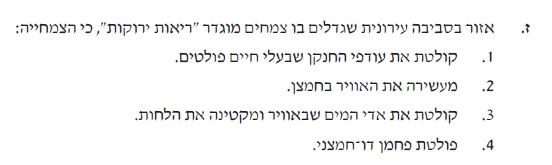 ז. אזור בסביבה עירונית שגדלים בו צמחים מוגדר "ריאות ירוקות", כי הצמחייה:
1. קולטת את עודפי החנקן שבעלי חיים פולטים.
2. מעשירה את האוויר בחמצן.
3. קולטת את אדי המים שבאוויר ומקטינה את הלחות.
4. פולטת פחמן דו־חמצני.